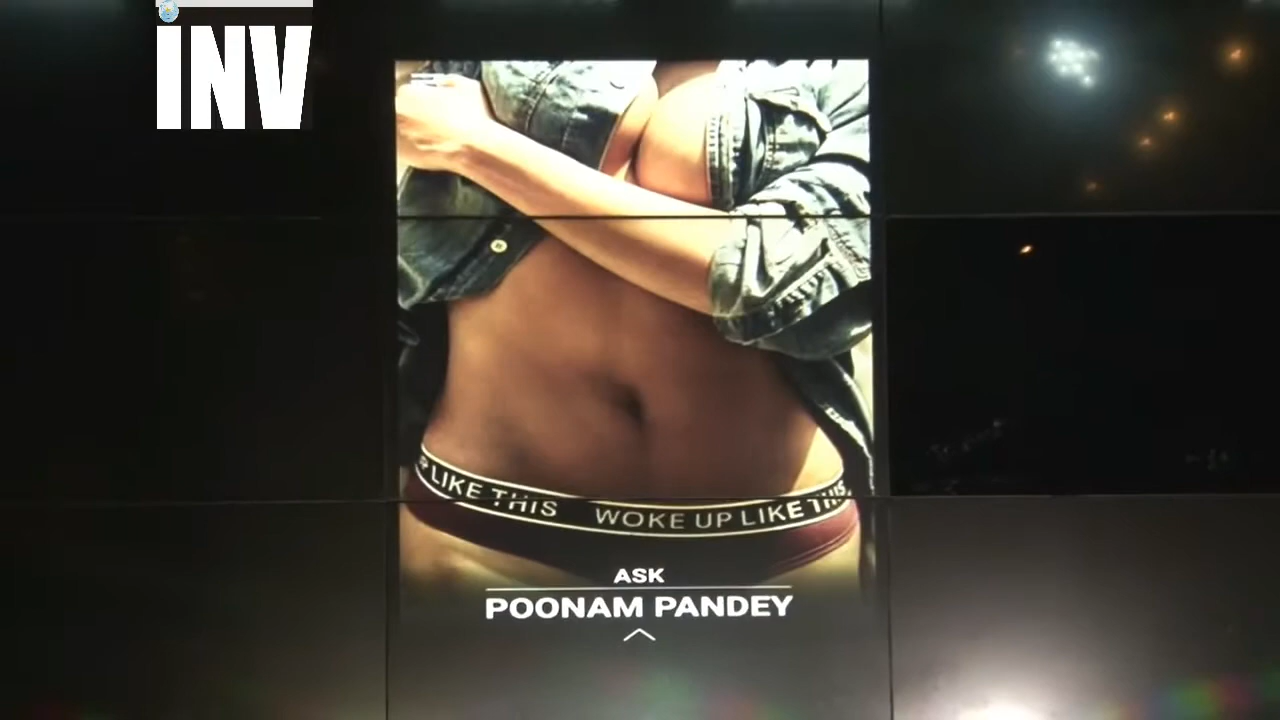 INV
LIKE THIS WOKE UP LIKE THIS
ASK
POONAM PANDEY